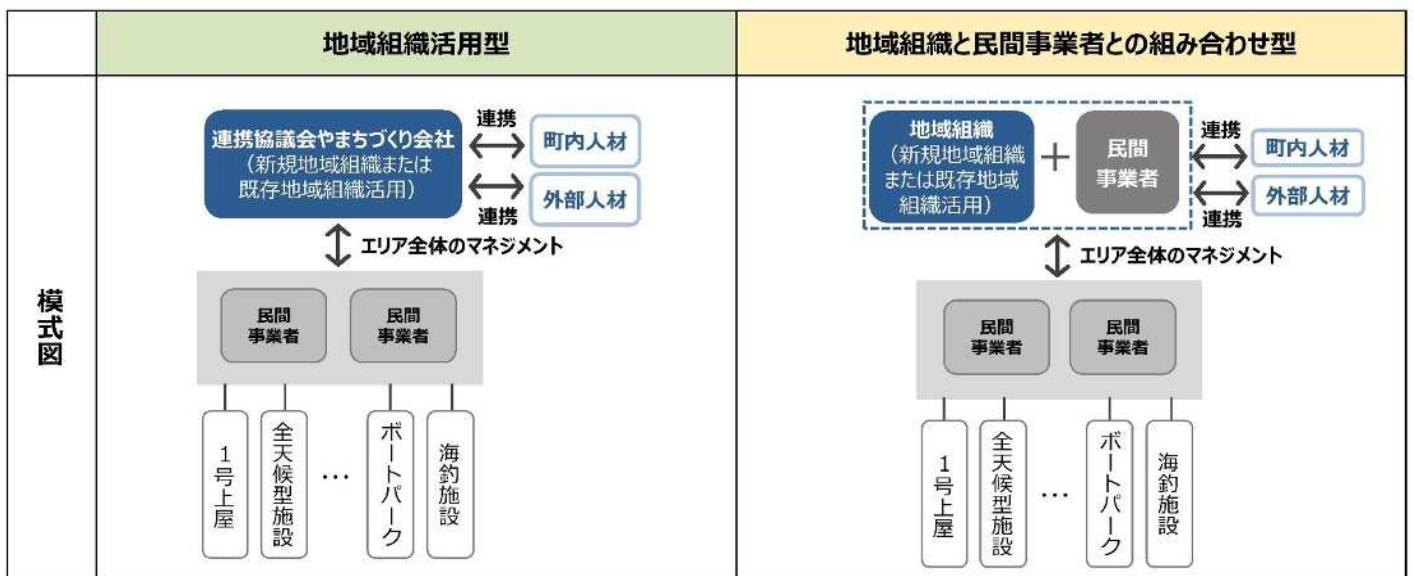 地域組織活用型
地域組織と民間事業者との組み合わせ型
模式図
連携協議会やまちづくり会社
（新規地域組織または
既存地域組織活用）
連携
町内人材
外部人材
連携
エリア全体のマネジメント
民間
事業者
民間
事業者
1号上屋
全天候型施設
…
ボートパーク
海釣施設
地域組織
（新規地域組織
または既存地域
組織活用）
＋
民間
事業者
連携
町内人材
外部人材
連携
エリア全体のマネジメント
民間
事業者
民間
事業者
1号上屋
全天候型施設
…
ボートパーク
海釣施設